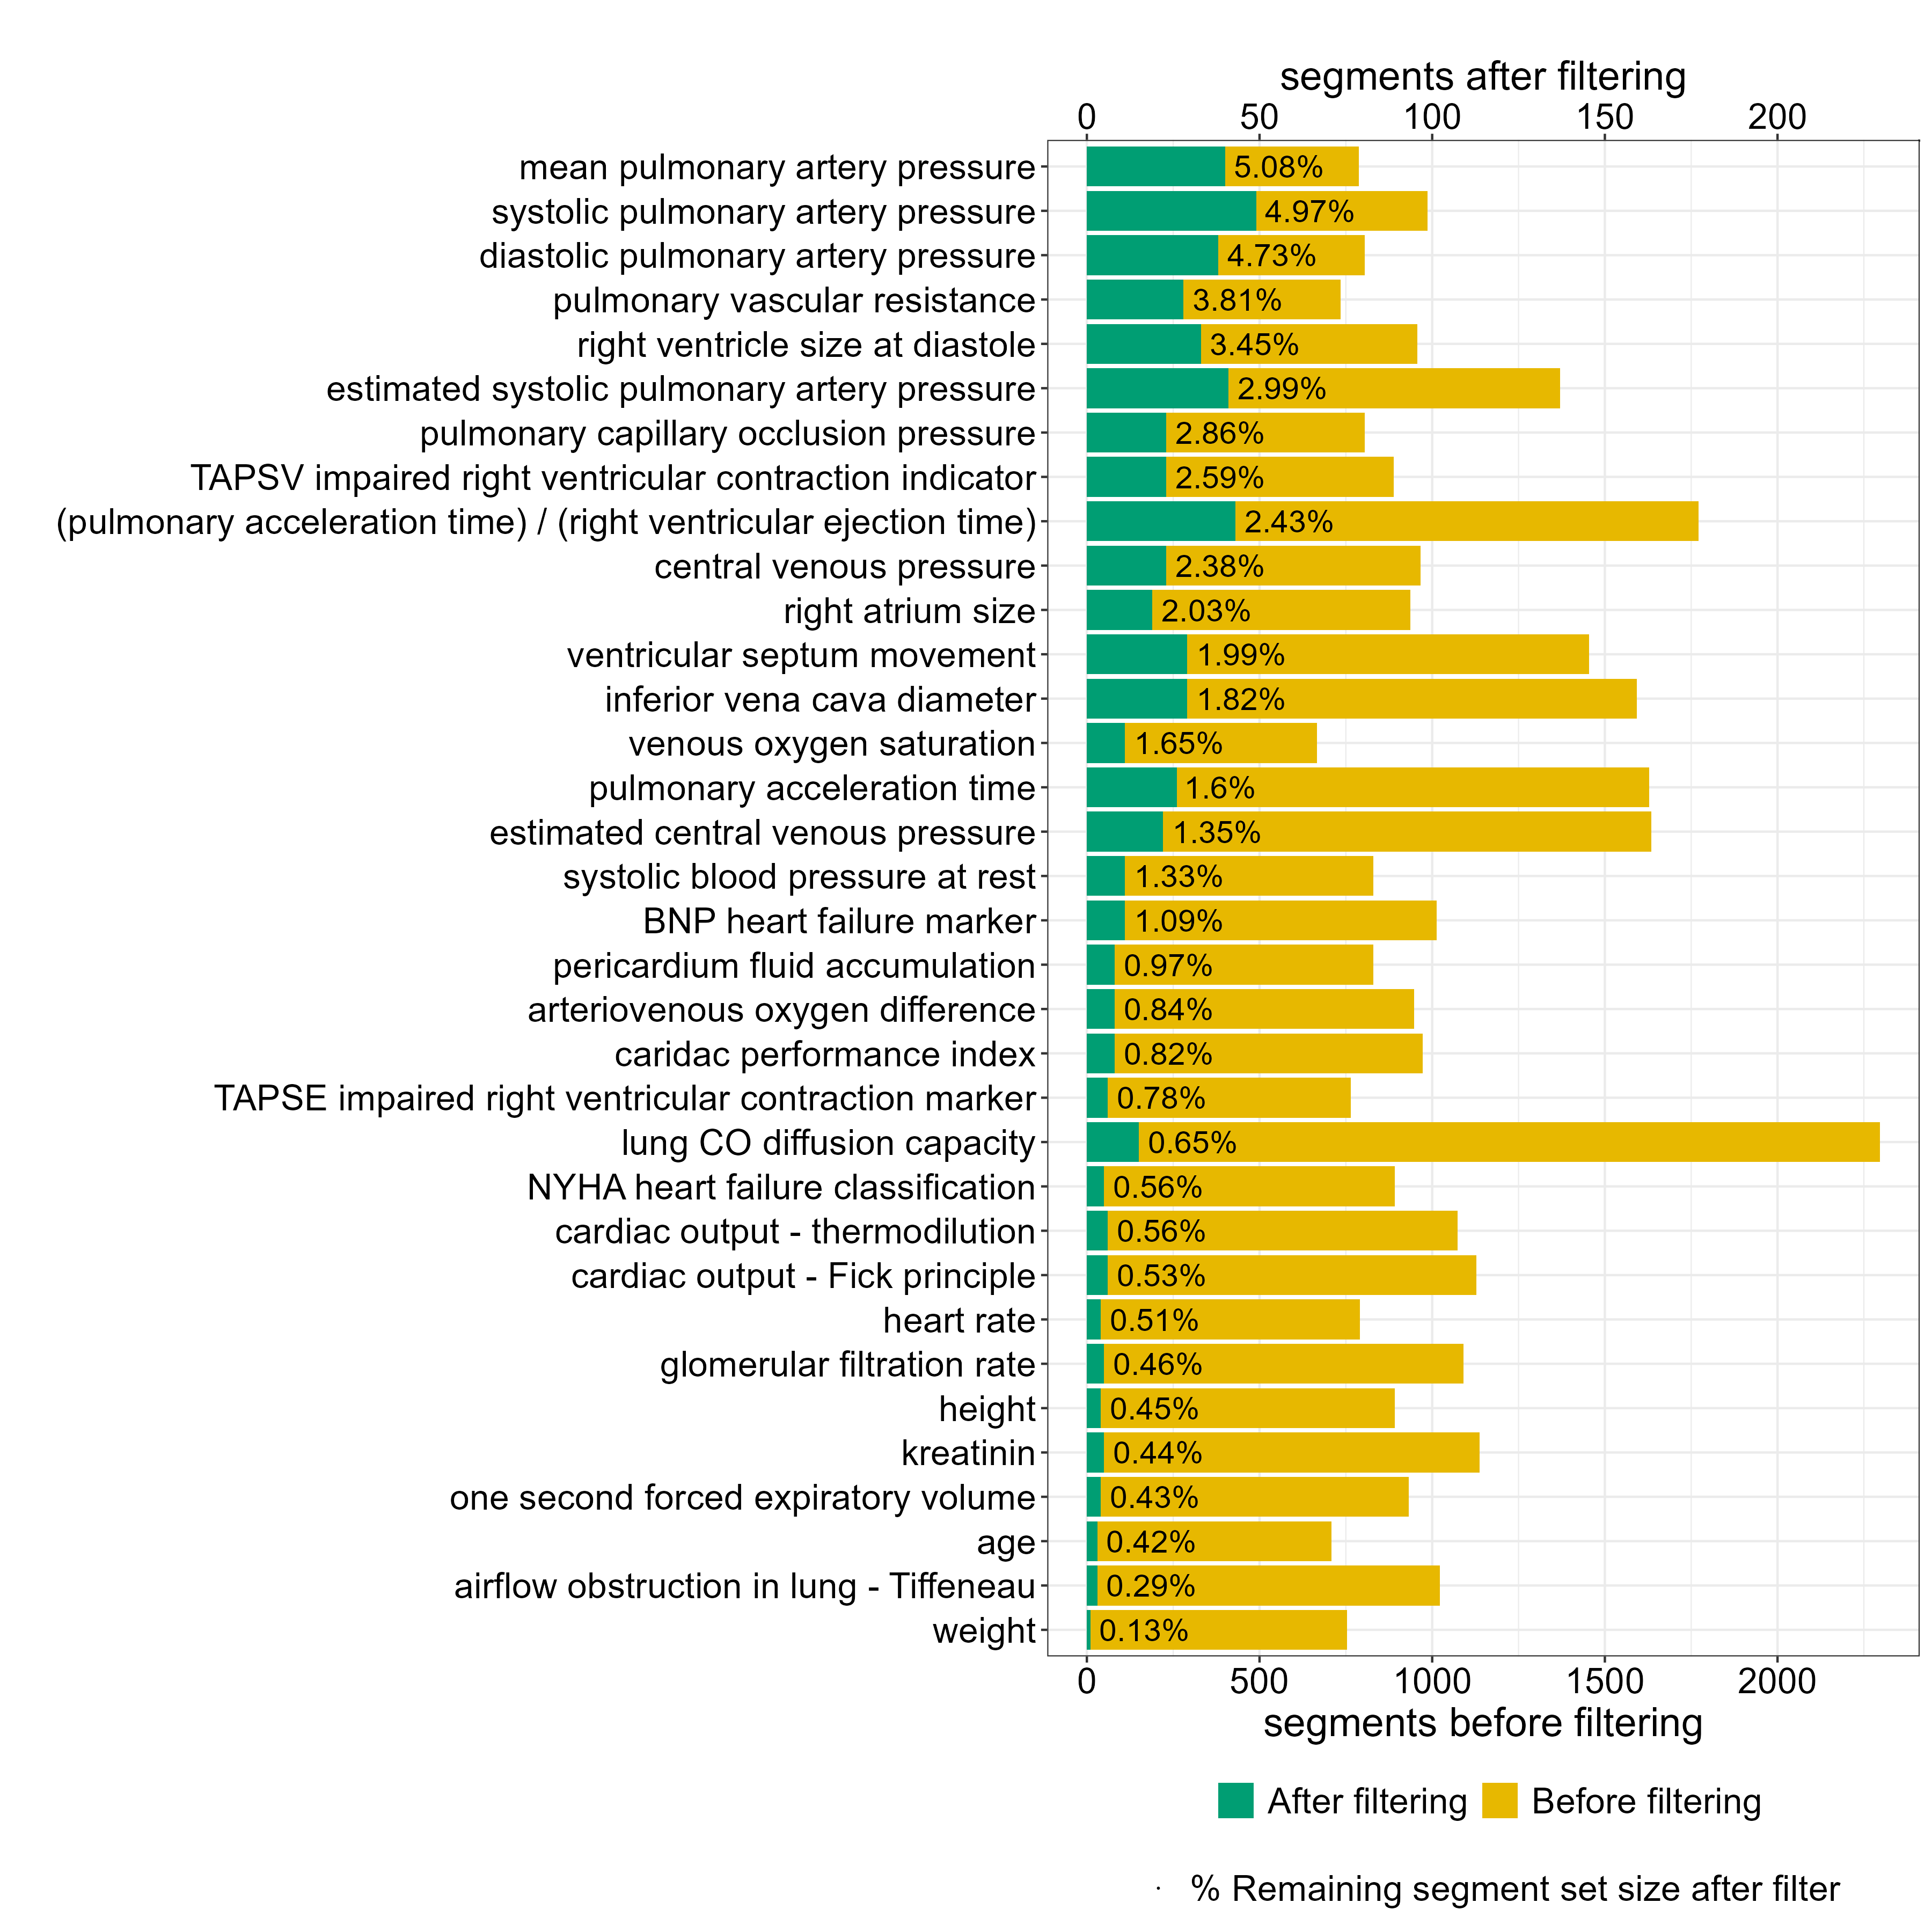 segments after filtering
0 50 100 150 200
mean pulmonary artery pressure 5.08%
systolic pulmonary artery pressure 4.97%
diastolic pulmonary artery pressure 4.73%
pulmonary vascular resistance 3.81%
right ventricle size at diastole 3.45%
estimated systolic pulmonary artery pressure 2.99%
pulmonary capillary occlusion pressure 2.86%
TAPSV impaired right ventricular contraction indicator 2.59%
(pulmonary acceleration time) / (right ventricular ejection time) 2.43%
central venous pressure 2.38%
right atrium size 2.03%
ventricular septum movement 1.99%
inferior vena cava diameter 1.82%
venous oxygen saturation 1.65%
pulmonary acceleration time 1.6%
estimated central venous pressure 1.35%
systolic blood pressure at rest 1.33%
BNP heart failure marker 1.09%
pericardium fluid accumulation 0.97%
arteriovenous oxygen difference 0.84%
caridac performance index 0.82%
TAPSE impaired right ventricular contraction marker 0.78%
lung CO diffusion capacity 0.65%
NYHA heart failure classification 0.56%
cardiac output - thermodilution 0.56%
cardiac output - Fick principle 0.53%
heart rate 0.51%
glomerular filtration rate 0.46%
height 0.45%
kreatinin 0.44%
one second forced expiratory volume 0.43%
age 0.42%
airflow obstruction in lung - Tiffeneau 0.29%
weight 0.13%
0 500 1000 1500 2000
segments before filtering
After filtering Before filtering
% Remaining segment set size after filter